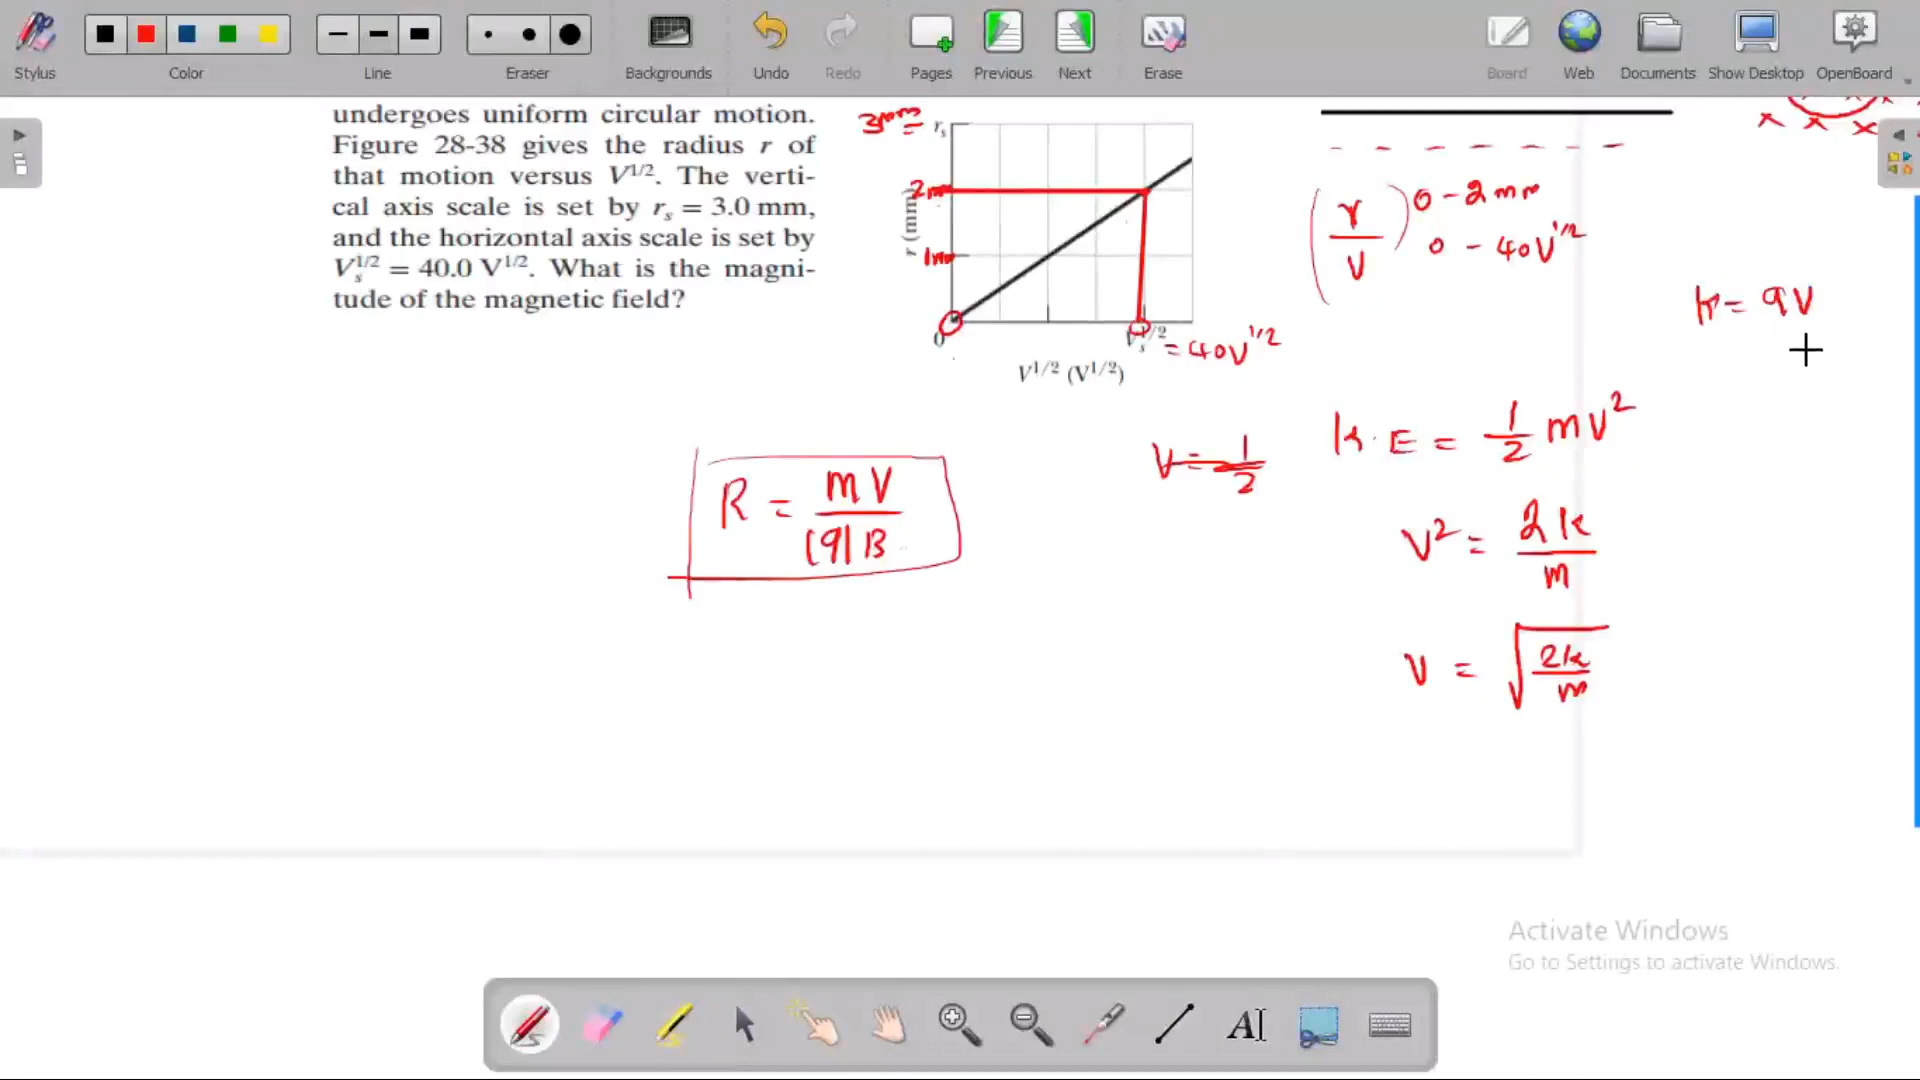 Stylus
Color
Line
Eraser
Backgrounds
Undo
Redo
Pages
Previous
Next
Erase
Board
Web
Documents
Show Desktop
OpenBoard
undergoes uniform circular motion.
Figure 28-38 gives the radius r of
that motion versus V^1/2. The verti-
cal axis scale is set by r_s = 3.0 mm,
and the horizontal axis scale is set by
V_s^1/2 = 40.0 V^1/2. What is the magni-
tude of the magnetic field?
3mm
r_s
2mm
r (mm)
1mm
0
V_s^1/2
= 40V^1/2
V^1/2 (V^1/2)
x x x
r/V
0 - 2mm
0 - 40V^1/2
k = qV
V = 1/2
K.E = 1/2 mV^2
R = mV/|q|B
V^2 = 2k/m
V = √2k/m
Activate Windows
Go to Settings to activate Windows.